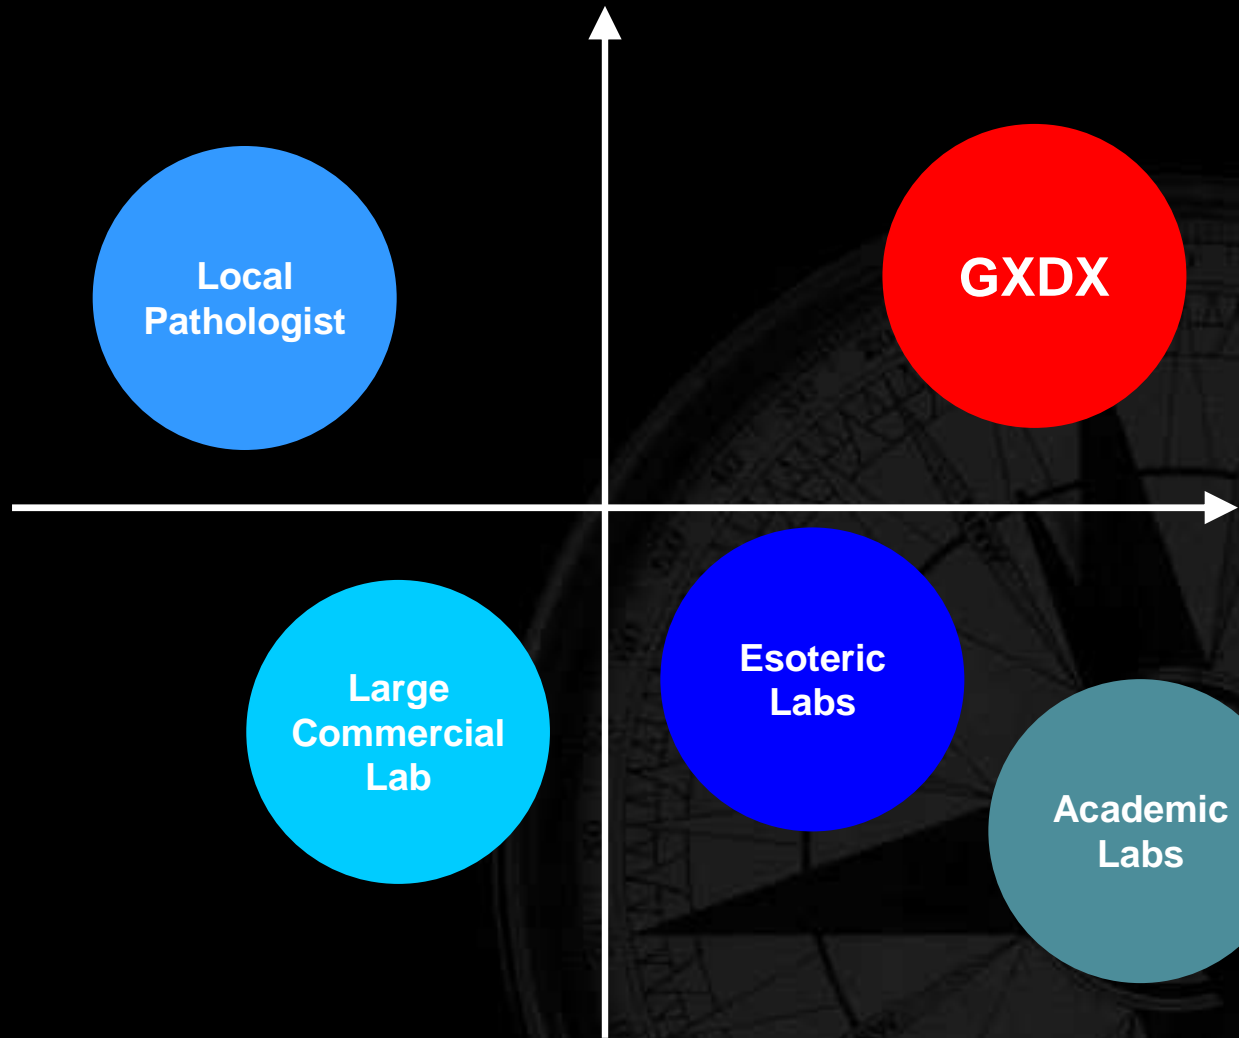 Local
Pathologist
GXDX
Large
Commercial
Lab
Esoteric
Labs
Academic
Labs